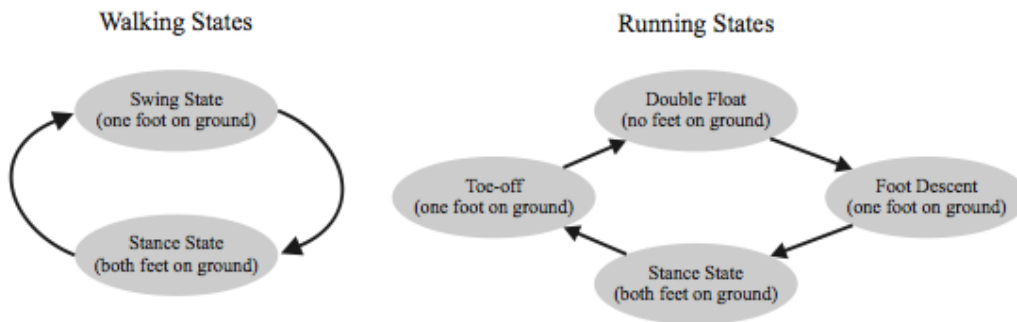 Walking States
Swing State
(one foot on ground)
Stance State
(both feet on ground)
Running States
Double Float
(no feet on ground)
Toe-off
(one foot on ground)
Foot Descent
(one foot on ground)
Stance State
(both feet on ground)